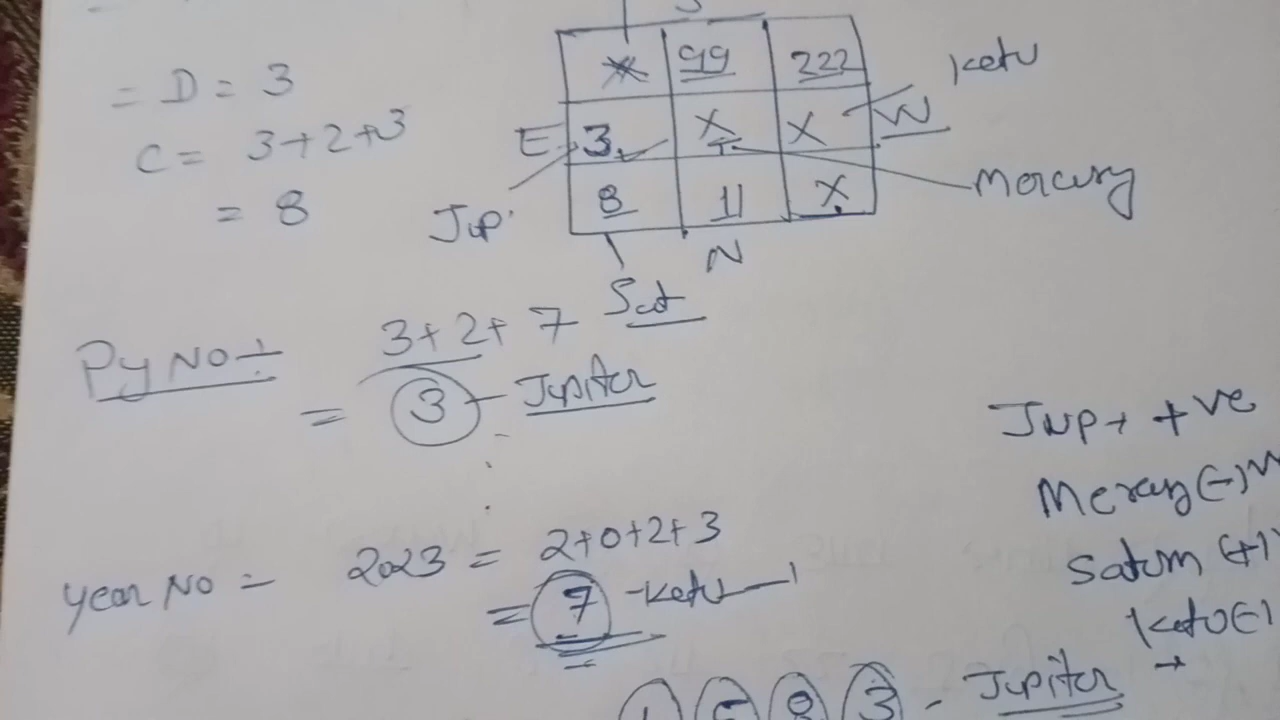 S
= D = 3
C = 3+2+3
= 8
99 222
E 3 X X W
8 11 X
N
Ketu
Mercury
Jup
Sat
PY NO ÷ 3+2+7
= 3 - Jupiter
Jup → +ve
Mercury (-)
Saturn (+)
Ketu (-)
Year NO = 2023 = 2+0+2+3
= 7 - Ketu
3 - Jupiter →